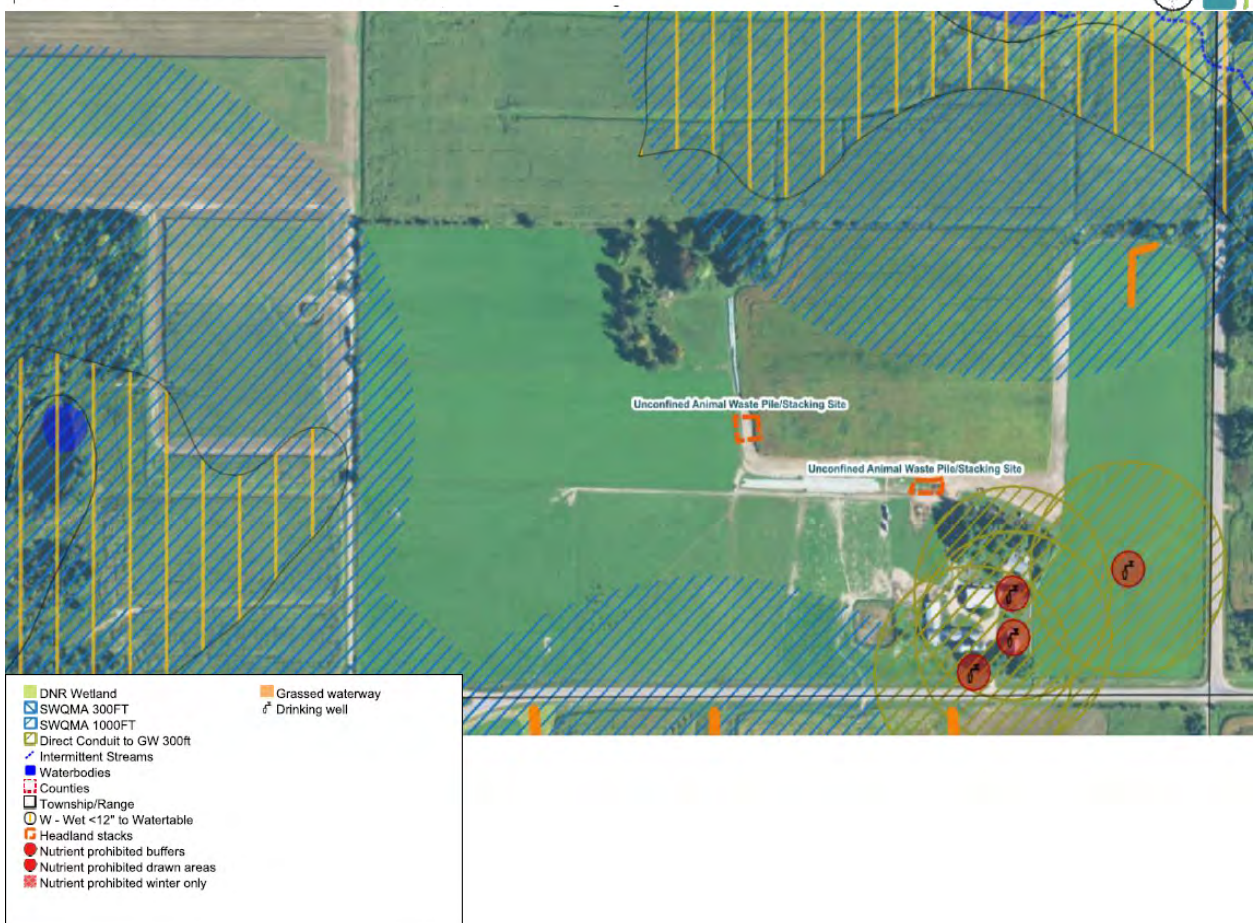 Unconfined Animal Waste Pile/Stacking Site
Unconfined Animal Waste Pile/Stacking Site
DNR Wetland
SWQMA 300FT
SWQMA 1000FT
Direct Conduit to GW 300ft
Intermittent Streams
Waterbodies
Counties
Township/Range
W - Wet <12" to Watertable
Headland stacks
Nutrient prohibited buffers
Nutrient prohibited drawn areas
Nutrient prohibited winter only
Grassed waterway
Drinking well